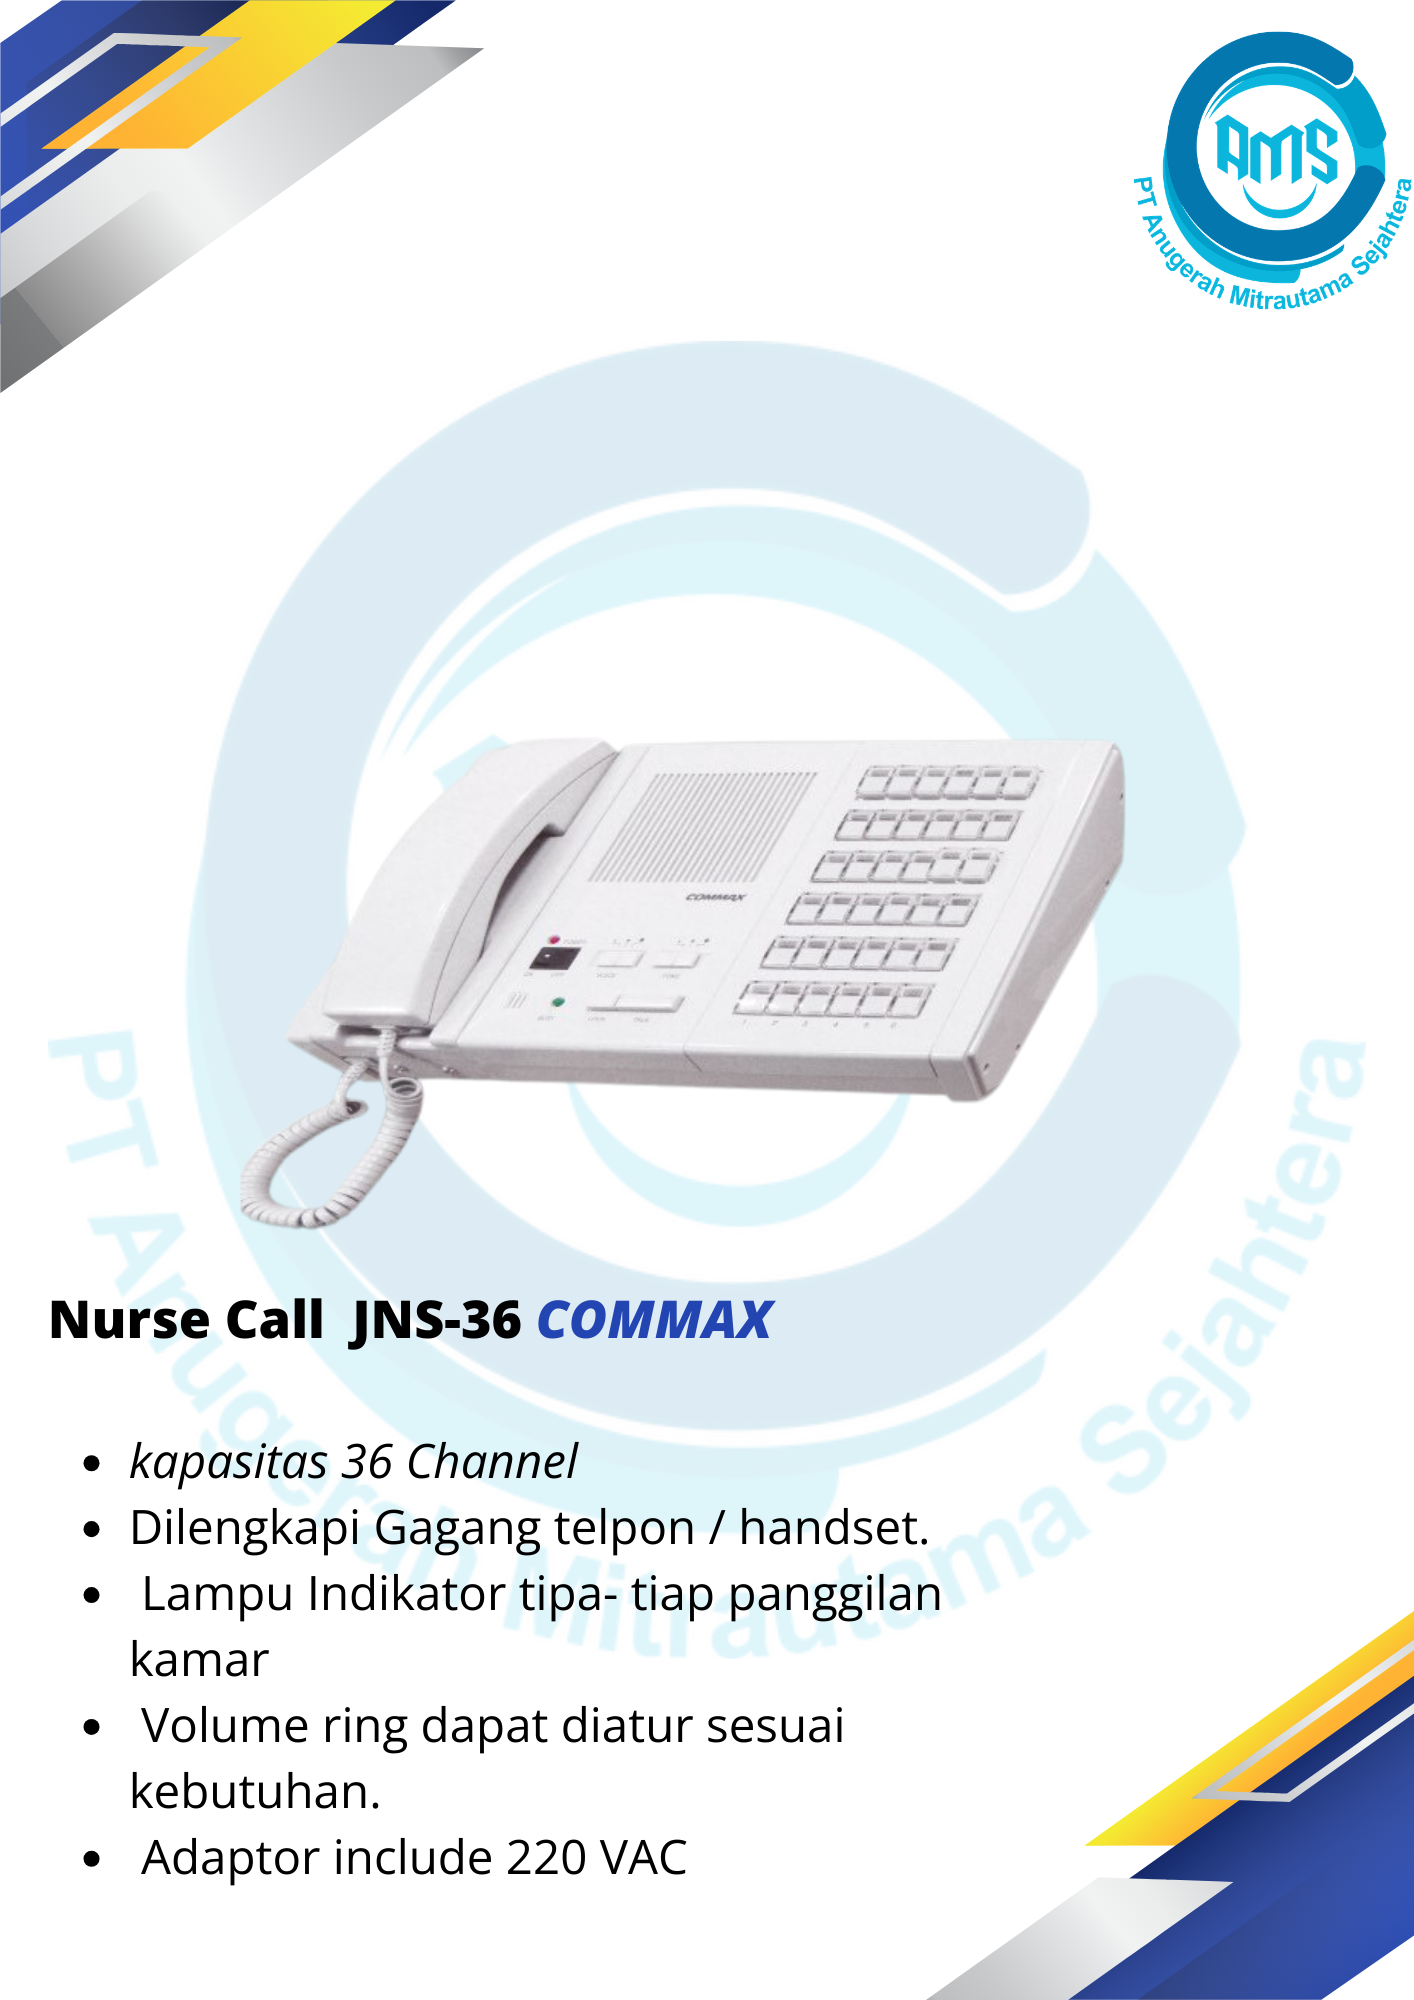 AMS
PT Anugerah Mitrautama Sejahtera
COMMAX
PT Anugerah Mitrautama Sejahtera
Nurse Call JNS-36 COMMAX
• kapasitas 36 Channel
• Dilengkapi Gagang telpon / handset.
• Lampu Indikator tipa- tiap panggilan
kamar
• Volume ring dapat diatur sesuai
kebutuhan.
• Adaptor include 220 VAC